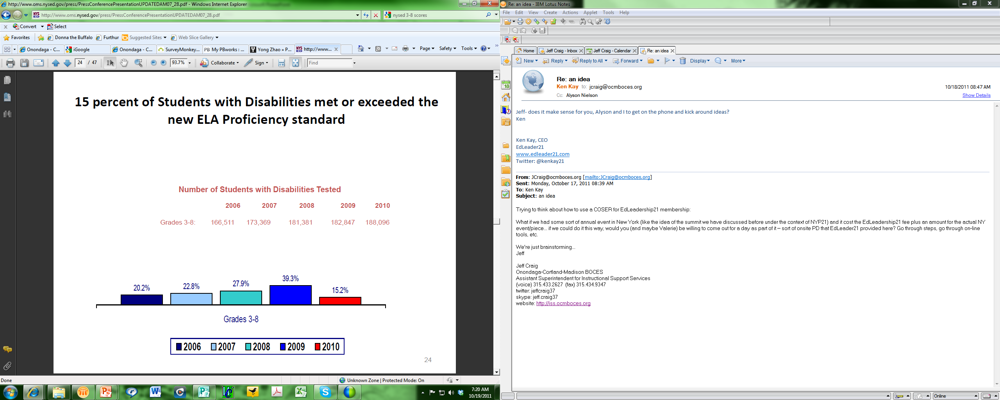 http://www.oms.nysed.gov/press/PressConferencePresentationUPDATEDAM07_28.pdf - Windows Internet Explorer
http://www.oms.nysed.gov/press/PressConferencePresentationUPDATEDAM07_28.pdf
nysed 3-8 scores
x Convert Select
Favorites Donna the Buffalo Furthur Suggested Sites Web Slice Gallery
Onondaga - C... iGoogle Onondaga - C... SurveyMonkey... PB My PBworks : ... Yong Zhao » P... NYS ED http://www... Page Safety Tools
24 / 47 93.7% Collaborate Sign Find
15 percent of Students with Disabilities met or exceeded the
new ELA Proficiency standard
Number of Students with Disabilities Tested
2006 2007 2008 2009 2010
Grades 3-8: 166,511 173,369 181,381 182,847 188,096
20.2% 22.8% 27.9% 39.3% 15.2%
Grades 3-8
2006 2007 2008 2009 2010
24
Done Unknown Zone | Protected Mode: On
7:20 AM
10/19/2011
Re: an idea - IBM Lotus Notes
File Edit View Create Actions Applet Tools Help
Home Jeff Craig - Inbox Jeff Craig - Calendar Re: an idea
New Reply Reply to All Forward Display More
Re: an idea
Ken Kay to: jcraig@ocmboces.org
10/18/2011 08:47 AM
Cc: Alyson Nielson
Show Details
Jeff- does it make sense for you, Alyson and I to get on the phone and kick around ideas?
Ken
Ken Kay, CEO
EdLeader21
www.edleader21.com
Twitter: @kenkay21
From: JCraig@ocmboces.org [mailto:JCraig@ocmboces.org]
Sent: Monday, October 17, 2011 08:39 AM
To: Ken Kay
Subject: an idea
Trying to think about how to use a COSER for EdLeadership21 membership:
What if we had some sort of annual event in New York (like the idea of the summit we have discussed before under the context of NYP21) and it cost the EdLeadership21 fee plus an amount for the actual NY
event/piece... if we could do it this way, would you (and maybe Valerie) be willing to come out for a day as part of it – sort of onsite PD that EdLeader21 provided here? Go through steps, go through on-line
tools, etc.
We're just brainstorming...
Jeff
Jeff Craig
Onondaga-Cortland-Madison BOCES
Assistant Superintendent for Instructional Support Services
(voice) 315.433.2627 (fax) 315.434.9347
twitter: jeffcraig37
skype: jeff.craig37
website: http://iss.ocmboces.org
Online